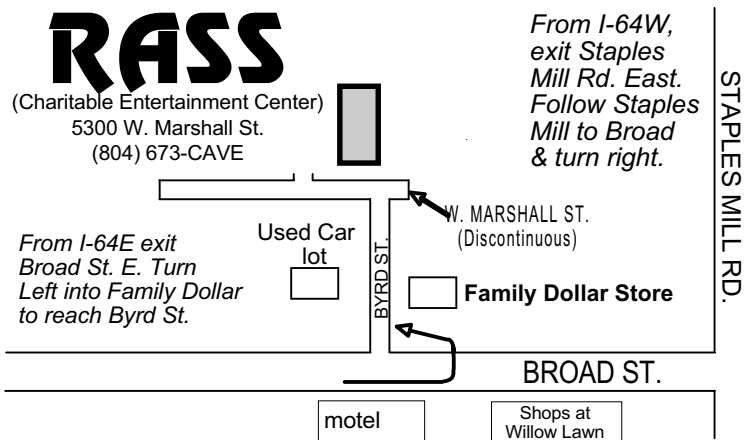 RASS
(Charitable Entertainment Center)
5300 W. Marshall St.
(804) 673-CAVE
From I-64W,
exit Staples
Mill Rd. East.
Follow Staples
Mill to Broad
& turn right.
STAPLES MILL RD.
W. MARSHALL ST.
(Discontinuous)
From I-64E exit
Broad St. E. Turn
Left into Family Dollar
to reach Byrd St.
Used Car
lot
BYRD ST.
Family Dollar Store
BROAD ST.
motel
Shops at
Willow Lawn